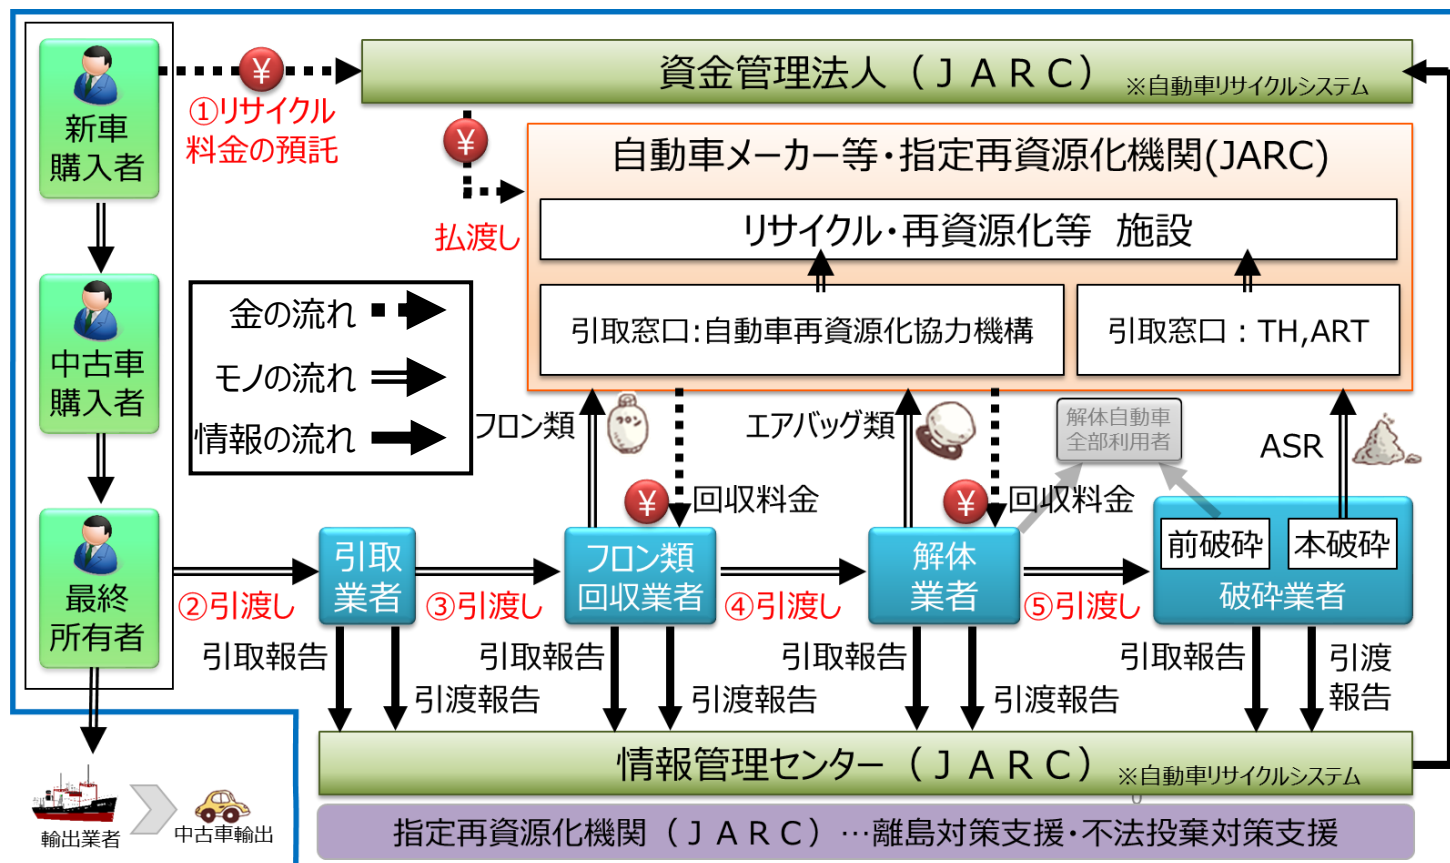 新車
購入者
①リサイクル
料金の預託
¥
資金管理法人(JARC)
※自動車リサイクルシステム
¥
払渡し
自動車メーカー等・指定再資源化機関(JARC)
リサイクル・再資源化等 施設
引取窓口:自動車再資源化協力機構
引取窓口:TH,ART
中古車
購入者
金の流れ
モノの流れ
情報の流れ
フロン類
フロン
エアバッグ類
解体自動車
全部利用者
ASR
¥
回収料金
¥
回収料金
最終
所有者
②引渡し
引取
業者
③引渡し
フロン類
回収業者
④引渡し
解体
業者
⑤引渡し
前破砕
本破砕
破砕業者
引取報告
引渡報告
引取報告
引渡報告
引取報告
引渡報告
引取報告
引渡
報告
情報管理センター(JARC)
※自動車リサイクルシステム
輸出業者
中古車輸出
指定再資源化機関(JARC)…離島対策支援・不法投棄対策支援